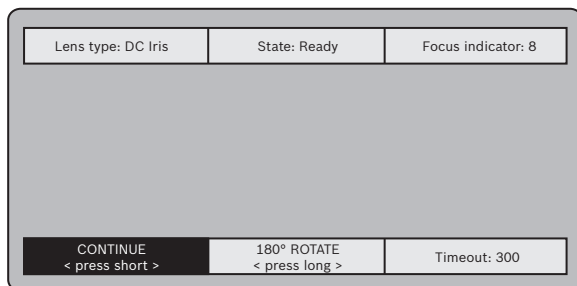 Lens type: DC Iris
State: Ready
Focus indicator: 8
CONTINUE
< press short >
180° ROTATE
< press long >
Timeout: 300